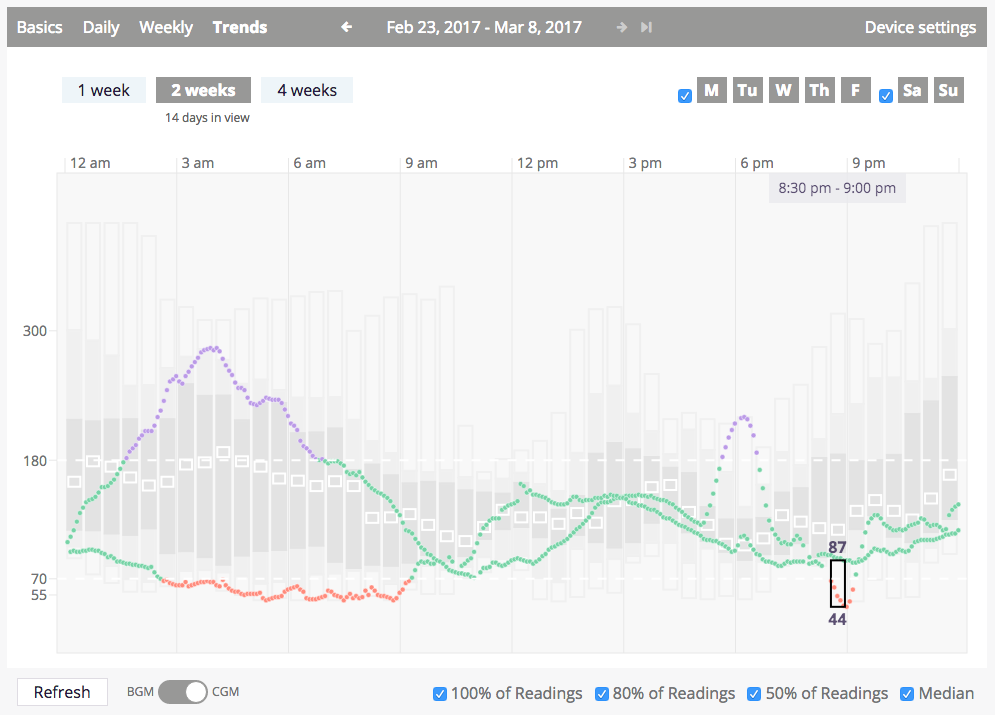 Basics Daily Weekly Trends Feb 23, 2017 - Mar 8, 2017 Device settings
1 week 2 weeks 4 weeks M Tu W Th F Sa Su
14 days in view
12 am 3 am 6 am 9 am 12 pm 3 pm 6 pm 9 pm
8:30 pm - 9:00 pm
300
180
87
70
55
44
Refresh BGM CGM 100% of Readings 80% of Readings 50% of Readings Median